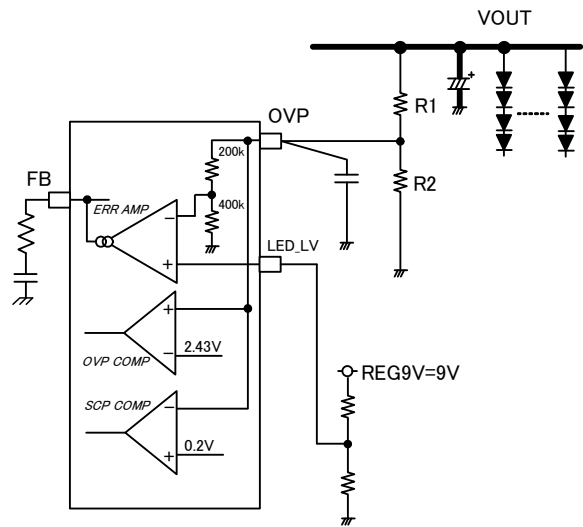 VOUT
OVP
R1
200k
FB
ERR AMP
400k
R2
−
+
LED_LV
+
−
2.43V
OVP COMP
REG9V=9V
SCP COMP
−
+
0.2V
+